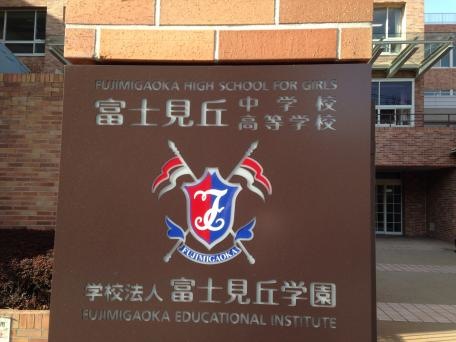 FUJIMIGAOKA HIGH SCHOOL FOR GIRLS
富士見丘 中学校
高等学校
FUJIMIGAOKA
学校法人 富士見丘学園
FUJIMIGAOKA EDUCATIONAL INSTITUTE